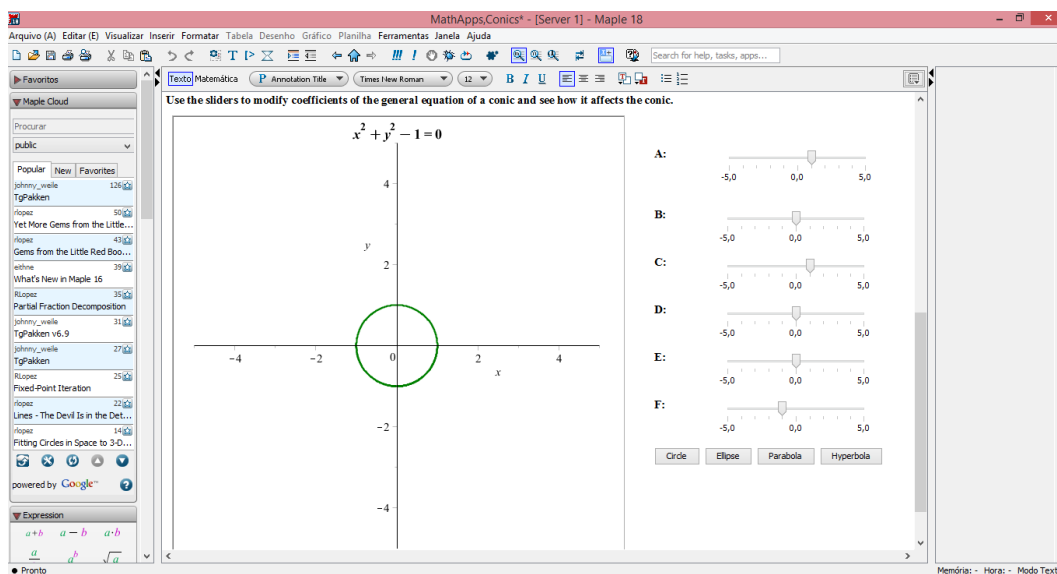 MathApps,Conics* - [Server 1] - Maple 18
Arquivo (A) Editar (E) Visualizar Inserir Formatar Tabela Desenho Gráfico Planilha Ferramentas Janela Ajuda
Search for help, tasks, apps...
Favoritos
Texto Matemática P Annotation Title Times New Roman 12 B I U
Maple Cloud
Procurar
public
Popular New Favorites
johnny_weile 126
TgPakken
rlopez 50
Yet More Gems from the Little...
rlopez 43
Gems from the Little Red Boo...
eithne 39
What's New in Maple 16
RLopez 35
Partial Fraction Decomposition
johnny_weile 31
TgPakken v6.9
johnny_weile 27
TgPakken
RLopez 25
Fixed-Point Iteration
rlopez 22
Lines - The Devil Is in the Det...
rlopez 14
Fitting Circles in Space to 3-D...
powered by Google™
Expression
a+b a − b a·b
a a^b √a
Use the sliders to modify coefficients of the general equation of a conic and see how it affects the conic.
x² + y² − 1 = 0
4
y
2
−4 −2 0 2 4
x
−2
−4
A:
-5,0 0,0 5,0
B:
-5,0 0,0 5,0
C:
-5,0 0,0 5,0
D:
-5,0 0,0 5,0
E:
-5,0 0,0 5,0
F:
-5,0 0,0 5,0
Circle Ellipse Parabola Hyperbola
Pronto
Memória: - Hora: - Modo Text